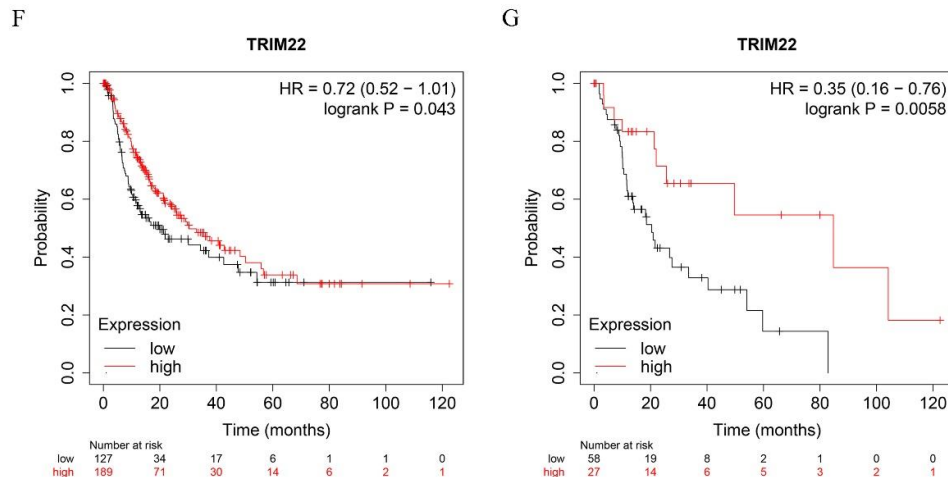 F
TRIM22
HR = 0.72 (0.52 − 1.01)
logrank P = 0.043
Probability
1.0
0.8
0.6
0.4
0.2
0.0
Expression
low
high
0 20 40 60 80 100 120
Time (months)
Number at risk
low 127 34 17 6 1 1 0
high 189 71 30 14 6 2 1
G
TRIM22
HR = 0.35 (0.16 − 0.76)
logrank P = 0.0058
Probability
1.0
0.8
0.6
0.4
0.2
0.0
Expression
low
high
0 20 40 60 80 100 120
Time (months)
Number at risk
low 58 19 8 2 1 0 0
high 27 14 6 5 3 2 1